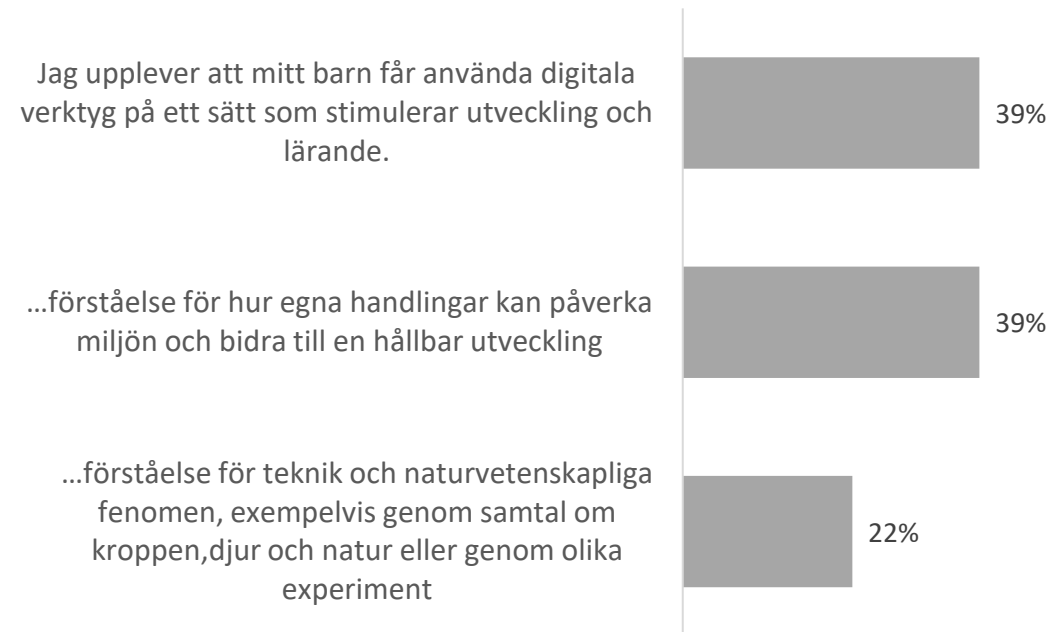 Jag upplever att mitt barn får använda digitala
verktyg på ett sätt som stimulerar utveckling och
lärande.
39%
...förståelse för hur egna handlingar kan påverka
miljön och bidra till en hållbar utveckling
39%
...förståelse för teknik och naturvetenskapliga
fenomen, exempelvis genom samtal om
kroppen,djur och natur eller genom olika
experiment
22%